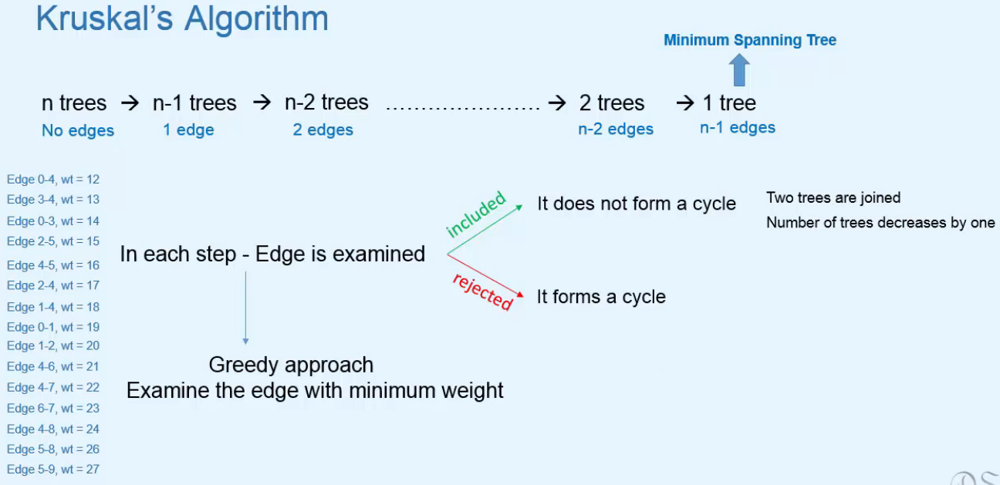 Kruskal's Algorithm
Minimum Spanning Tree
n trees → n-1 trees → n-2 trees ........................ → 2 trees → 1 tree
No edges 1 edge 2 edges n-2 edges n-1 edges
Edge 0-4, wt = 12
Edge 3-4, wt = 13
Edge 0-3, wt = 14
Edge 2-5, wt = 15
Edge 4-5, wt = 16
Edge 2-4, wt = 17
Edge 1-4, wt = 18
Edge 0-1, wt = 19
Edge 1-2, wt = 20
Edge 4-6, wt = 21
Edge 4-7, wt = 22
Edge 6-7, wt = 23
Edge 4-8, wt = 24
Edge 5-8, wt = 26
Edge 5-9, wt = 27
In each step - Edge is examined
included
It does not form a cycle
Two trees are joined
Number of trees decreases by one
rejected
It forms a cycle
Greedy approach
Examine the edge with minimum weight